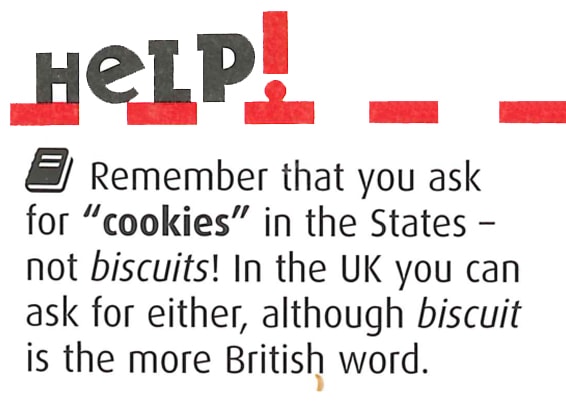 HeLP!
Remember that you ask
for “cookies” in the States –
not biscuits! In the UK you can
ask for either, although biscuit
is the more British word.